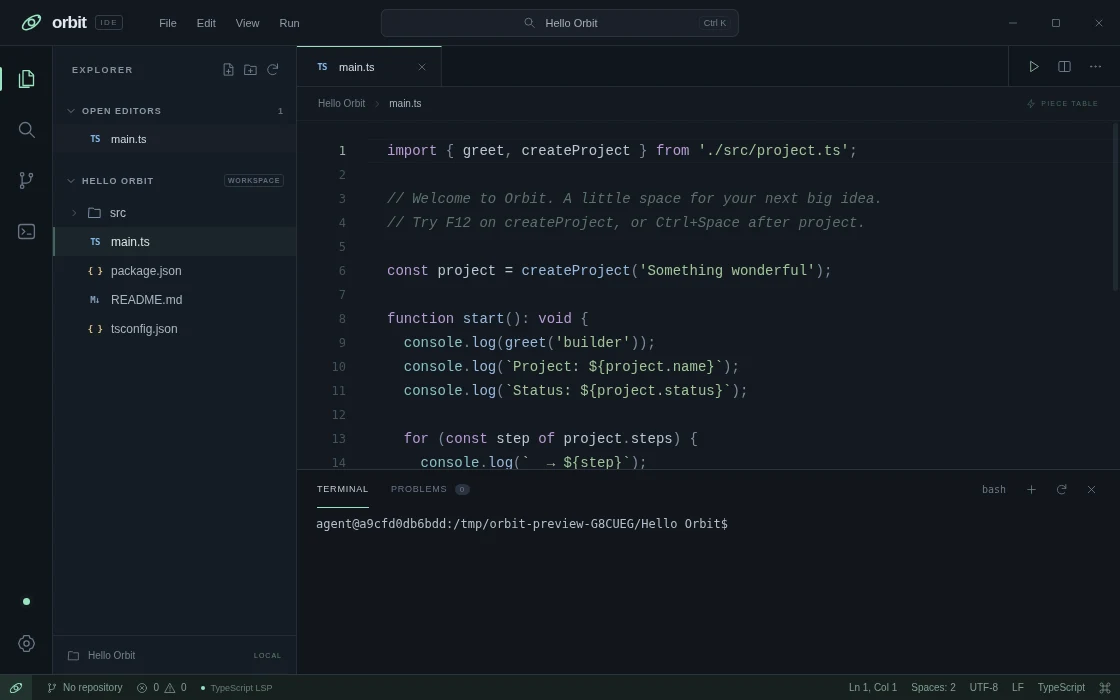 orbit IDE File Edit View Run Hello Orbit Ctrl K
EXPLORER
OPEN EDITORS 1
TS main.ts
HELLO ORBIT WORKSPACE
src
TS main.ts
{ } package.json
M↓ README.md
{ } tsconfig.json
Hello Orbit LOCAL
TS main.ts
Hello Orbit main.ts PIECE TABLE
1 import { greet, createProject } from './src/project.ts';
2
3 // Welcome to Orbit. A little space for your next big idea.
4 // Try F12 on createProject, or Ctrl+Space after project.
5
6 const project = createProject('Something wonderful');
7
8 function start(): void {
9 console.log(greet('builder'));
10 console.log(`Project: ${project.name}`);
11 console.log(`Status: ${project.status}`);
12
13 for (const step of project.steps) {
14 console.log(`  → ${step}`);
TERMINAL PROBLEMS 0 bash
agent@a9cfd0db6bdd:/tmp/orbit-preview-G8CUEG/Hello Orbit$
No repository 0 0 TypeScript LSP Ln 1, Col 1 Spaces: 2 UTF-8 LF TypeScript